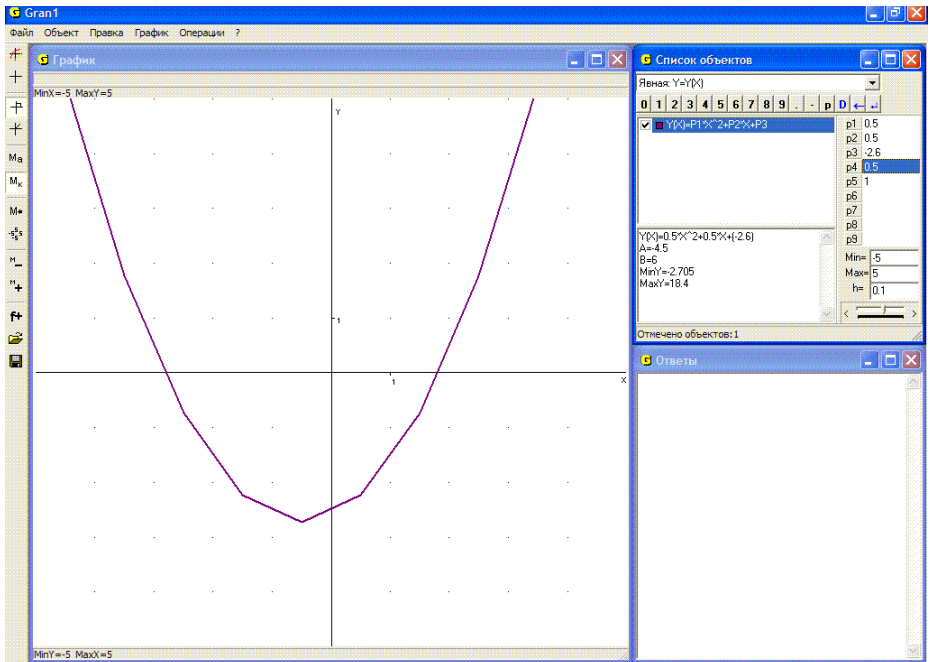 Gran1
Файл Объект Правка График Операции ?
График
MinX=-5 MaxY=5
Y
1
1
X
MinY=-5 MaxX=5
Ма
Мк
М
М
f+
Список объектов
Явная: Y=Y(X)
0 1 2 3 4 5 6 7 8 9 . - p D
Y(X)=P1*X^2+P2*X+P3
p1 0.5
p2 0.5
p3 -2.6
p4 0.5
p5 1
p6
p7
p8
p9
Y(X)=0.5*X^2+0.5*X+(-2.6)
A=-4.5
B=6
MinY=-2.705
MaxY=18.4
Min= -5
Max= 5
h= 0.1
Отмечено объектов:1
Ответы